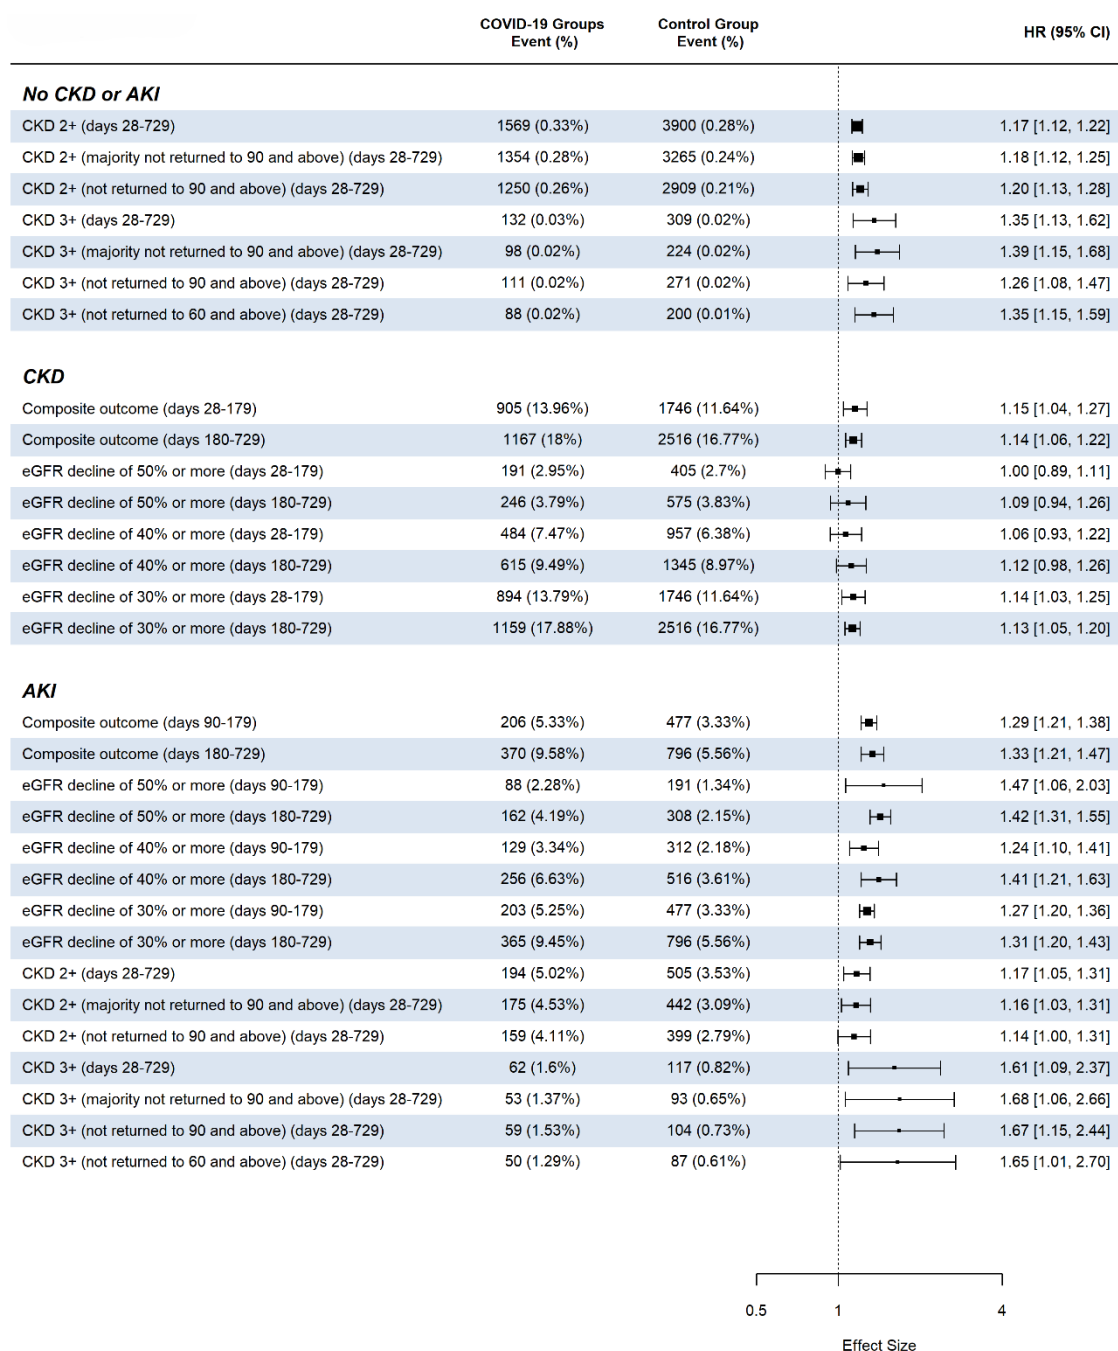 COVID-19 Groups Control Group
Event (%) Event (%) HR (95% CI)
No CKD or AKI
CKD 2+ (days 28-729) 1569 (0.33%) 3900 (0.28%) 1.17 [1.12, 1.22]
CKD 2+ (majority not returned to 90 and above) (days 28-729) 1354 (0.28%) 3265 (0.24%) 1.18 [1.12, 1.25]
CKD 2+ (not returned to 90 and above) (days 28-729) 1250 (0.26%) 2909 (0.21%) 1.20 [1.13, 1.28]
CKD 3+ (days 28-729) 132 (0.03%) 309 (0.02%) 1.35 [1.13, 1.62]
CKD 3+ (majority not returned to 90 and above) (days 28-729) 98 (0.02%) 224 (0.02%) 1.39 [1.15, 1.68]
CKD 3+ (not returned to 90 and above) (days 28-729) 111 (0.02%) 271 (0.02%) 1.26 [1.08, 1.47]
CKD 3+ (not returned to 60 and above) (days 28-729) 88 (0.02%) 200 (0.01%) 1.35 [1.15, 1.59]
CKD
Composite outcome (days 28-179) 905 (13.96%) 1746 (11.64%) 1.15 [1.04, 1.27]
Composite outcome (days 180-729) 1167 (18%) 2516 (16.77%) 1.14 [1.06, 1.22]
eGFR decline of 50% or more (days 28-179) 191 (2.95%) 405 (2.7%) 1.00 [0.89, 1.11]
eGFR decline of 50% or more (days 180-729) 246 (3.79%) 575 (3.83%) 1.09 [0.94, 1.26]
eGFR decline of 40% or more (days 28-179) 484 (7.47%) 957 (6.38%) 1.06 [0.93, 1.22]
eGFR decline of 40% or more (days 180-729) 615 (9.49%) 1345 (8.97%) 1.12 [0.98, 1.26]
eGFR decline of 30% or more (days 28-179) 894 (13.79%) 1746 (11.64%) 1.14 [1.03, 1.25]
eGFR decline of 30% or more (days 180-729) 1159 (17.88%) 2516 (16.77%) 1.13 [1.05, 1.20]
AKI
Composite outcome (days 90-179) 206 (5.33%) 477 (3.33%) 1.29 [1.21, 1.38]
Composite outcome (days 180-729) 370 (9.58%) 796 (5.56%) 1.33 [1.21, 1.47]
eGFR decline of 50% or more (days 90-179) 88 (2.28%) 191 (1.34%) 1.47 [1.06, 2.03]
eGFR decline of 50% or more (days 180-729) 162 (4.19%) 308 (2.15%) 1.42 [1.31, 1.55]
eGFR decline of 40% or more (days 90-179) 129 (3.34%) 312 (2.18%) 1.24 [1.10, 1.41]
eGFR decline of 40% or more (days 180-729) 256 (6.63%) 516 (3.61%) 1.41 [1.21, 1.63]
eGFR decline of 30% or more (days 90-179) 203 (5.25%) 477 (3.33%) 1.27 [1.20, 1.36]
eGFR decline of 30% or more (days 180-729) 365 (9.45%) 796 (5.56%) 1.31 [1.20, 1.43]
CKD 2+ (days 28-729) 194 (5.02%) 505 (3.53%) 1.17 [1.05, 1.31]
CKD 2+ (majority not returned to 90 and above) (days 28-729) 175 (4.53%) 442 (3.09%) 1.16 [1.03, 1.31]
CKD 2+ (not returned to 90 and above) (days 28-729) 159 (4.11%) 399 (2.79%) 1.14 [1.00, 1.31]
CKD 3+ (days 28-729) 62 (1.6%) 117 (0.82%) 1.61 [1.09, 2.37]
CKD 3+ (majority not returned to 90 and above) (days 28-729) 53 (1.37%) 93 (0.65%) 1.68 [1.06, 2.66]
CKD 3+ (not returned to 90 and above) (days 28-729) 59 (1.53%) 104 (0.73%) 1.67 [1.15, 2.44]
CKD 3+ (not returned to 60 and above) (days 28-729) 50 (1.29%) 87 (0.61%) 1.65 [1.01, 2.70]
0.5 1 4
Effect Size